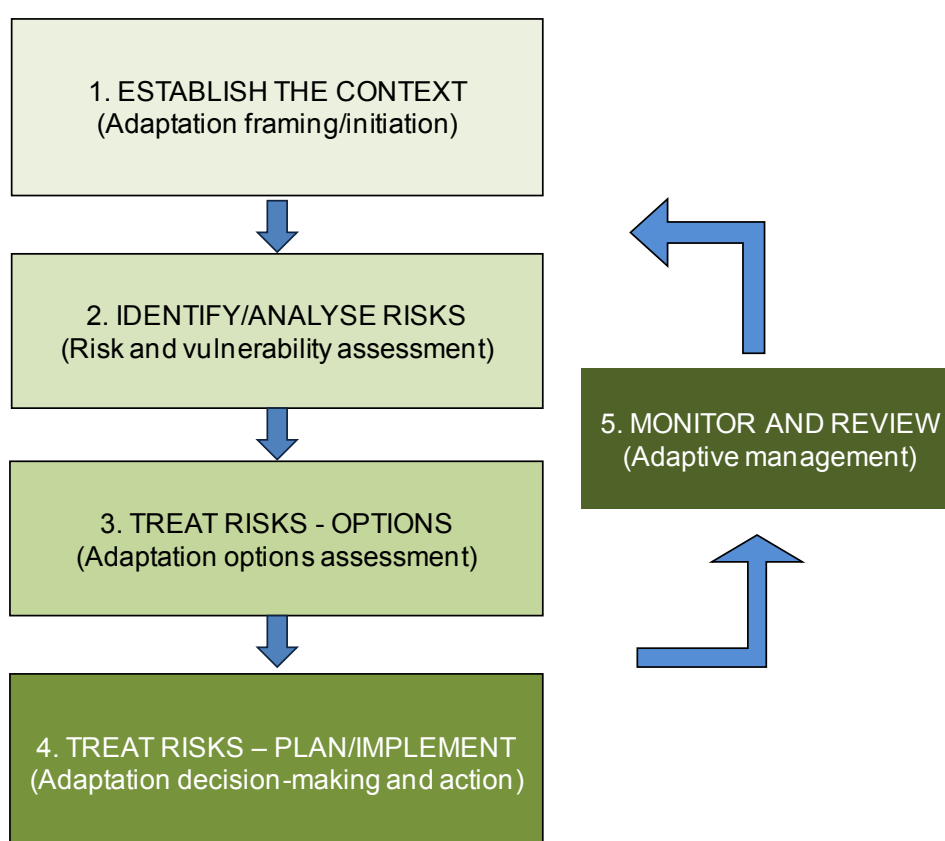 1. ESTABLISH THE CONTEXT
(Adaptation framing/initiation)
2. IDENTIFY/ANALYSE RISKS
(Risk and vulnerability assessment)
3. TREAT RISKS - OPTIONS
(Adaptation options assessment)
4. TREAT RISKS – PLAN/IMPLEMENT
(Adaptation decision-making and action)
5. MONITOR AND REVIEW
(Adaptive management)